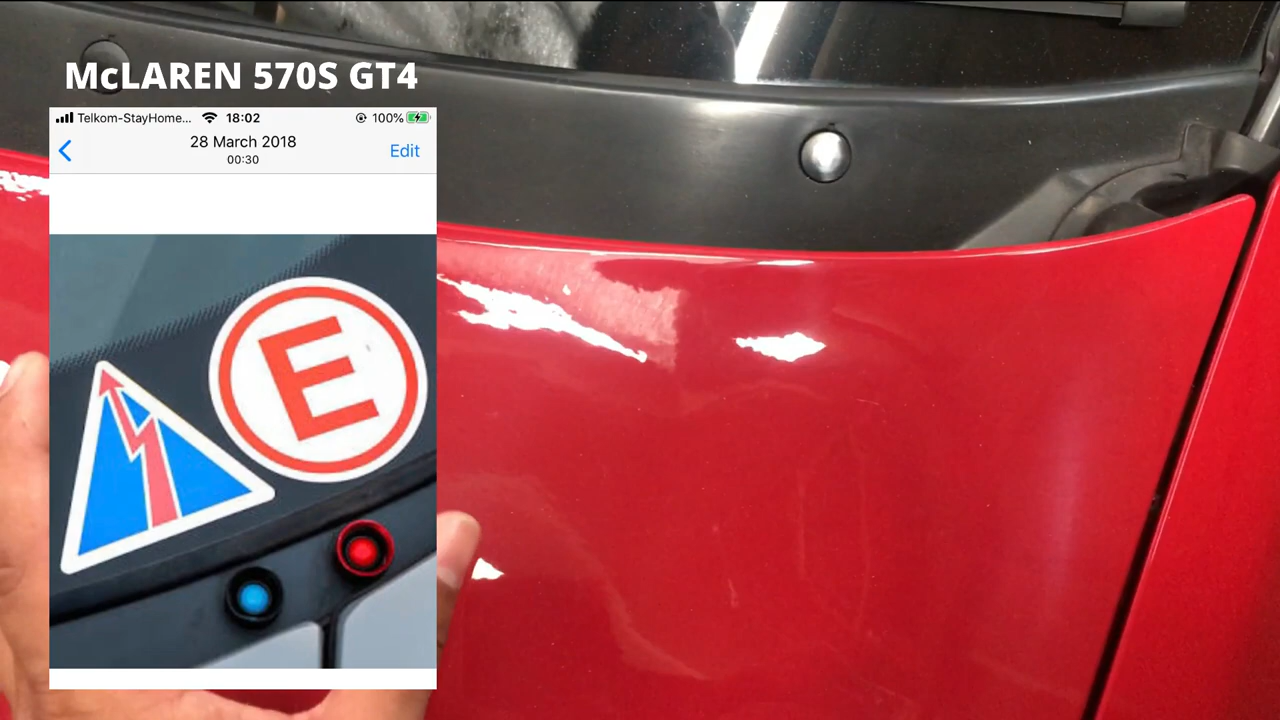 McLAREN 570S GT4
Telkom-StayHome... 18:02 100%
28 March 2018
00:30
Edit
E